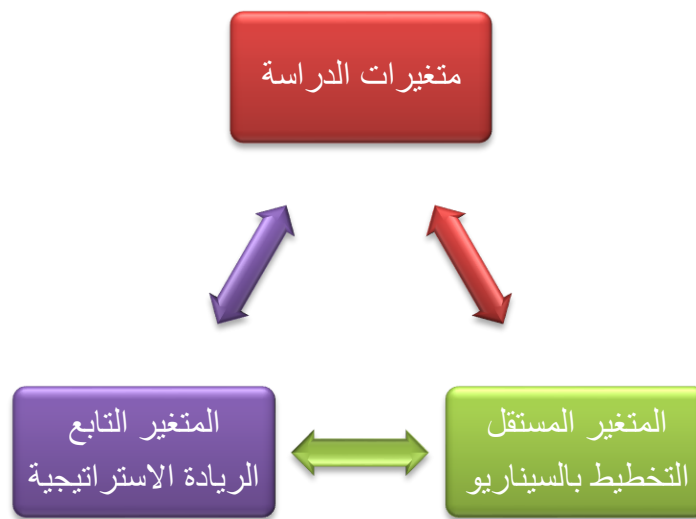 متغيرات الدراسة
المتغير المستقل
التخطيط بالسيناريو
المتغير التابع
الريادة الاستراتيجية